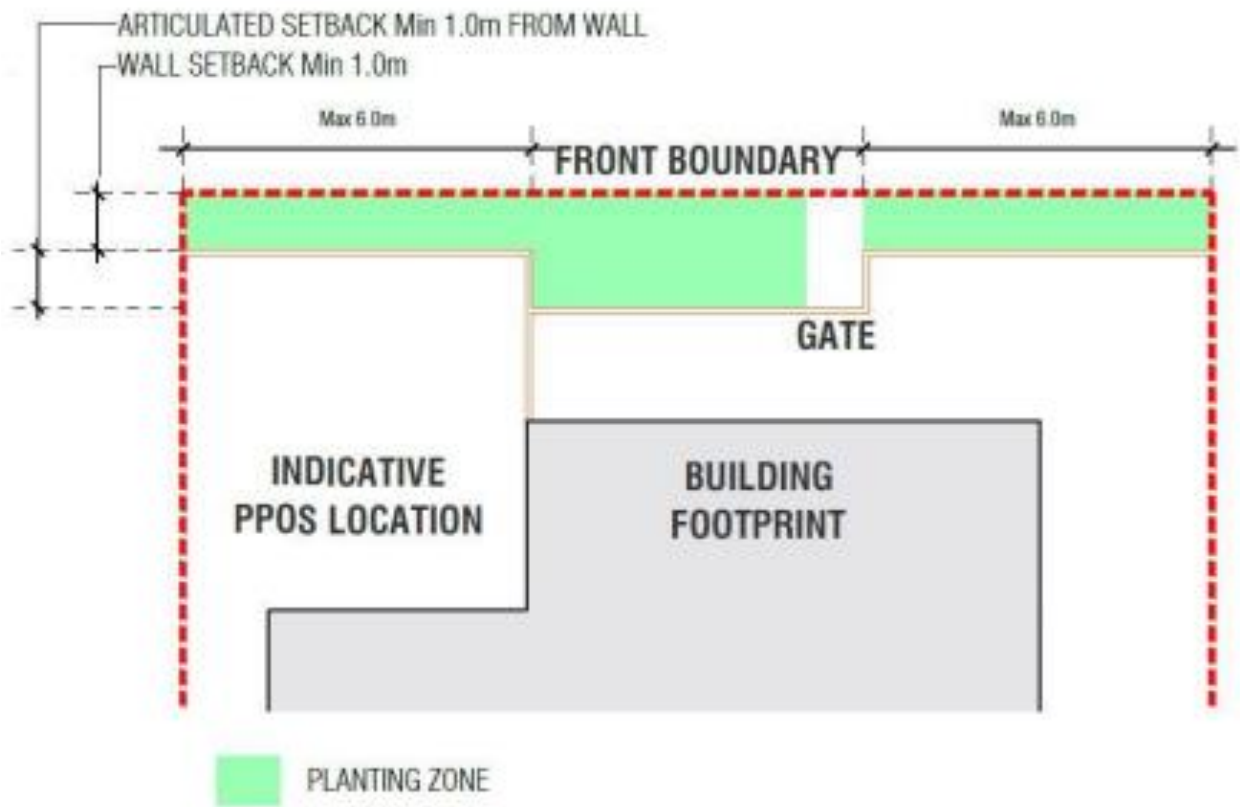 ARTICULATED SETBACK Min 1.0m FROM WALL
WALL SETBACK Min 1.0m
Max 6.0m
Max 6.0m
FRONT BOUNDARY
GATE
INDICATIVE
PPOS LOCATION
BUILDING
FOOTPRINT
PLANTING ZONE